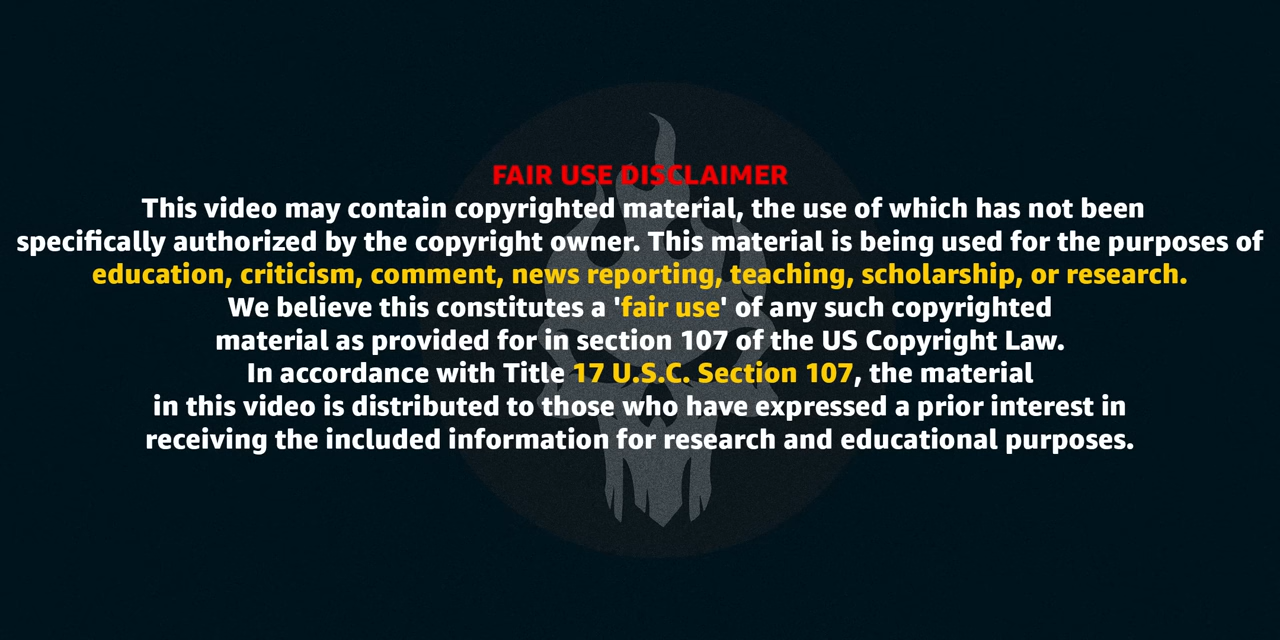 FAIR USE DISCLAIMER
This video may contain copyrighted material, the use of which has not been
specifically authorized by the copyright owner. This material is being used for the purposes of
education, criticism, comment, news reporting, teaching, scholarship, or research.
We believe this constitutes a 'fair use' of any such copyrighted
material as provided for in section 107 of the US Copyright Law.
In accordance with Title 17 U.S.C. Section 107, the material
in this video is distributed to those who have expressed a prior interest in
receiving the included information for research and educational purposes.